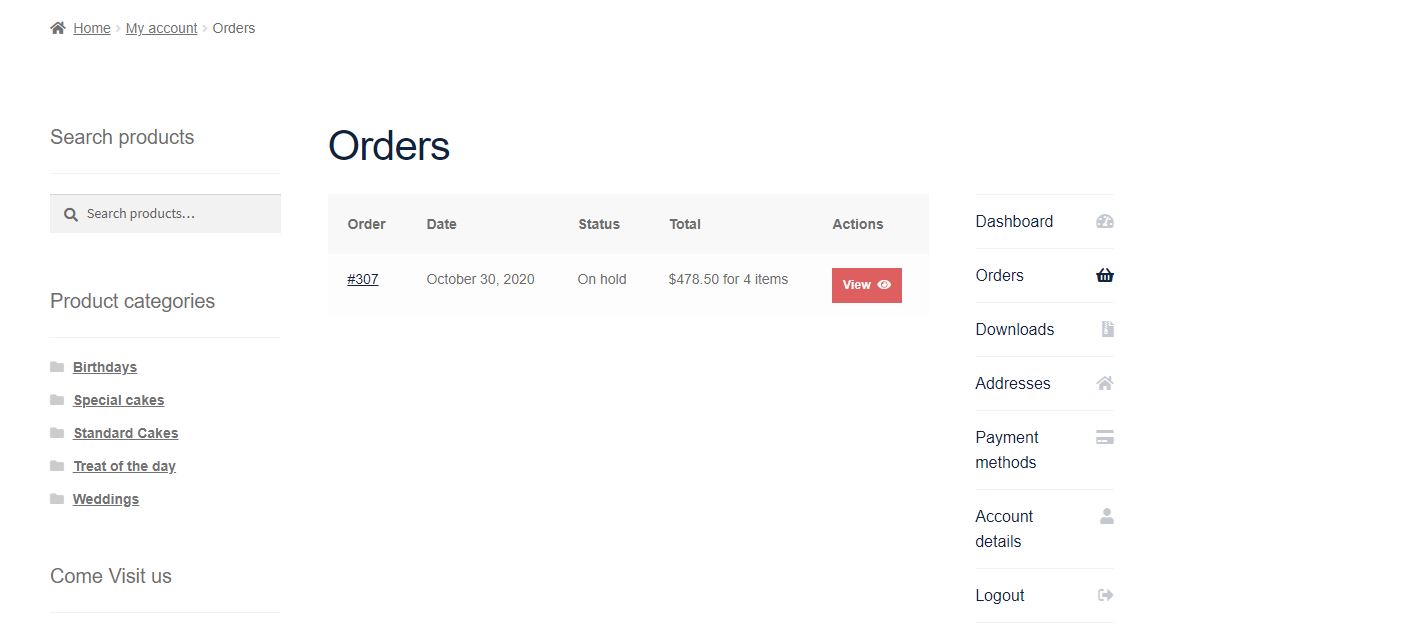 Home › My account › Orders
Search products
Search products…
Product categories
Birthdays
Special cakes
Standard Cakes
Treat of the day
Weddings
Come Visit us
Orders
Order Date Status Total Actions
#307 October 30, 2020 On hold $478.50 for 4 items View
Dashboard
Orders
Downloads
Addresses
Payment
methods
Account
details
Logout